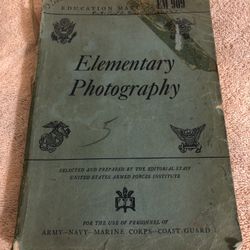 EDUCATION MA
EM 909
Elementary
Photography
5
SELECTED AND PREPARED BY THE EDITORIAL STAFF
UNITED STATES ARMED FORCES INSTITUTE
FOR THE USE OF PERSONNEL OF
ARMY–NAVY–MARINE CORPS–COAST GUARD